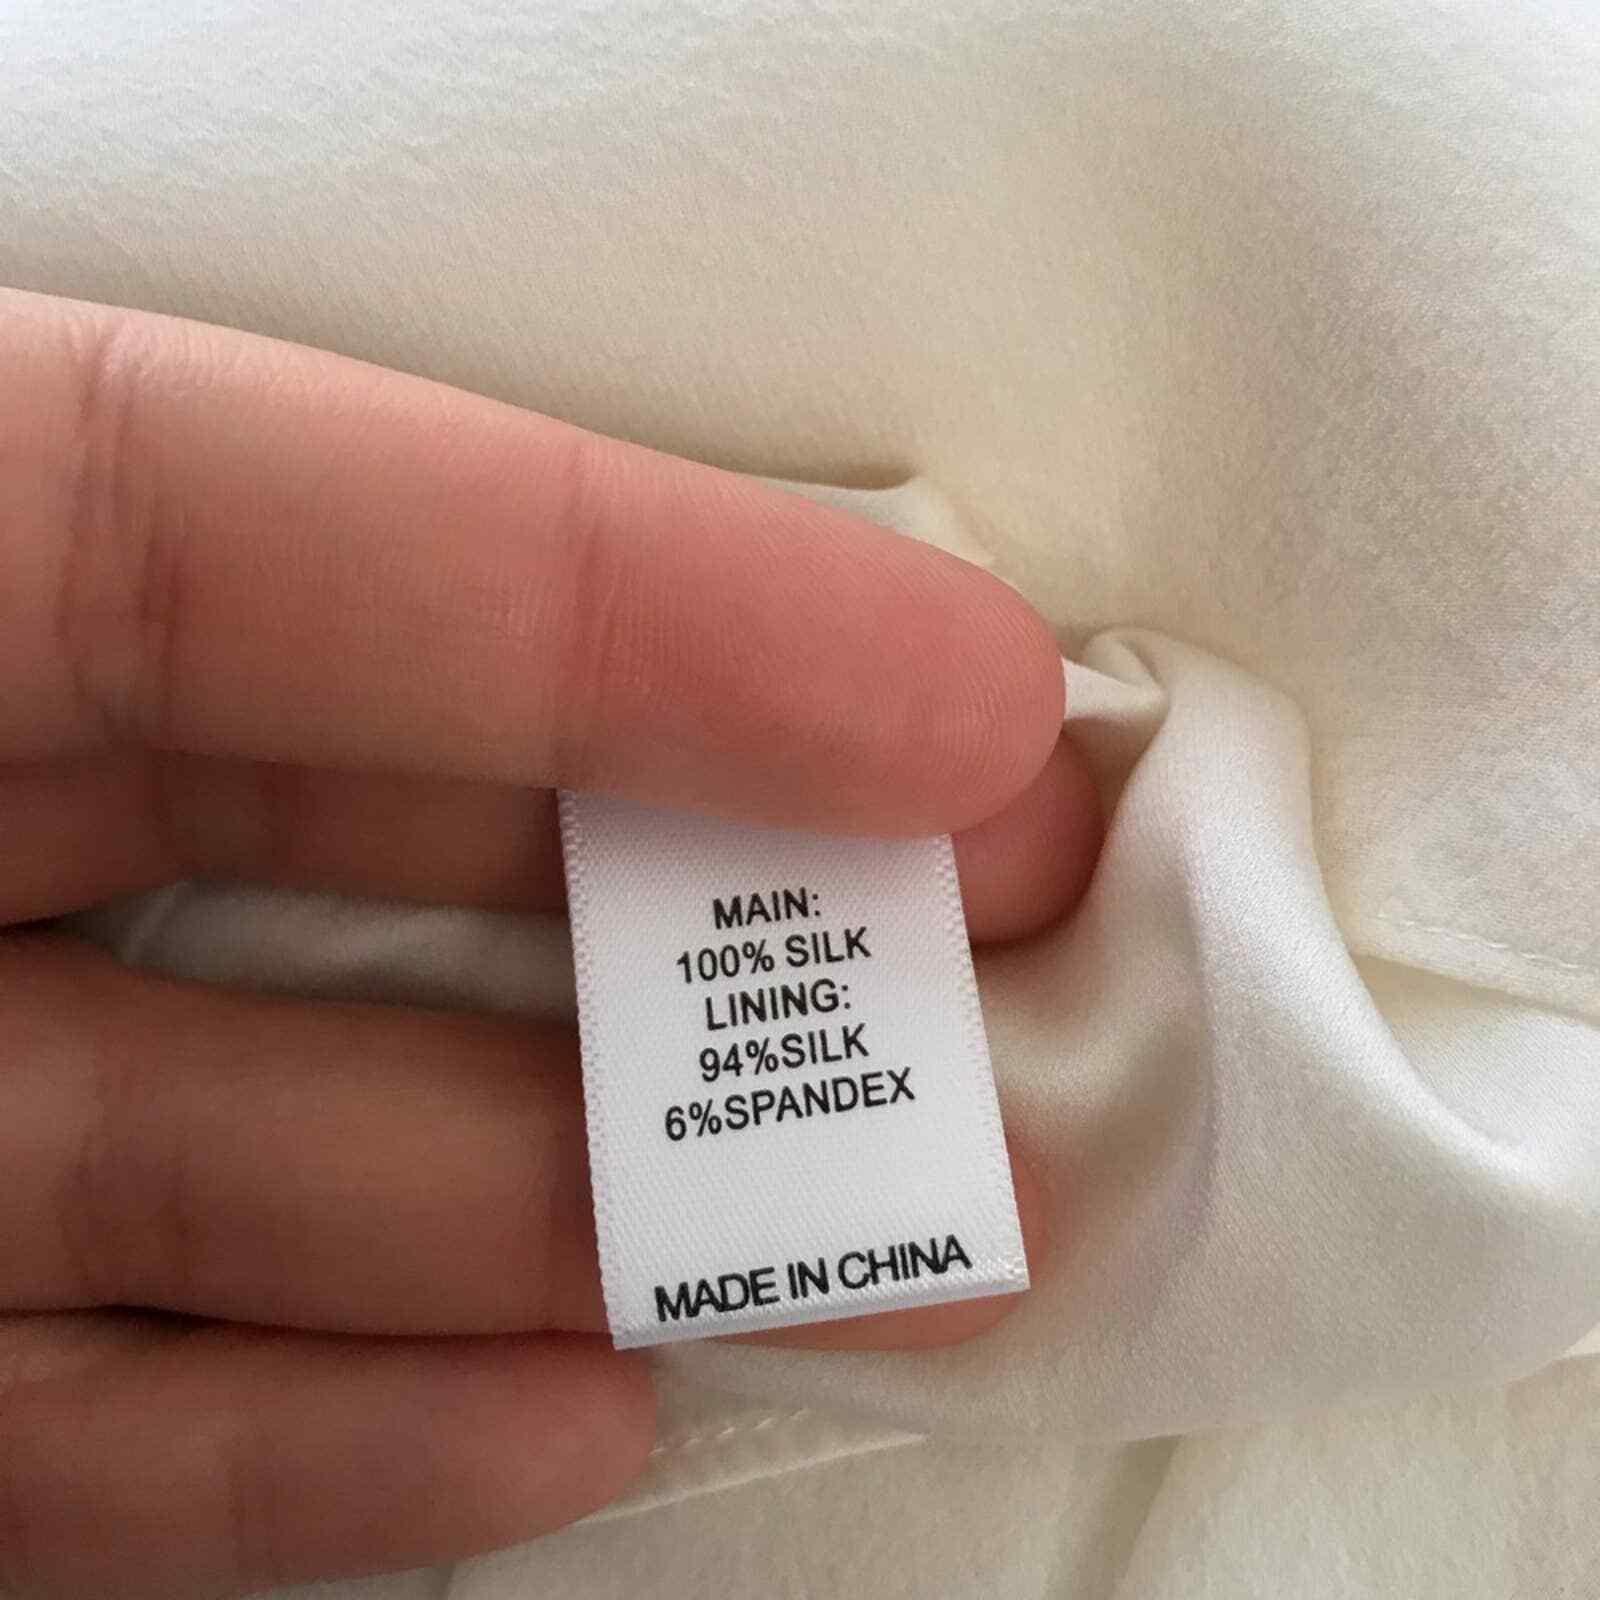 MAIN:
100% SILK
LINING:
94%SILK
6%SPANDEX
MADE IN CHINA